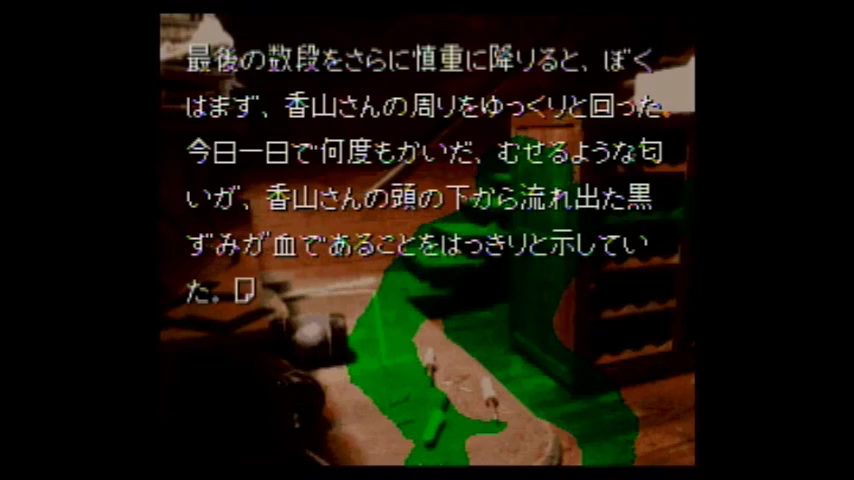 最後の数段をさらに慎重に降りると、ぼく
はまず、香山さんの周りをゆっくりと回った。
今日一日で何度もかいだ、むせるような匂
いが、香山さんの頭の下から流れ出た黒
ずみが血であることをはっきりと示してい
た。